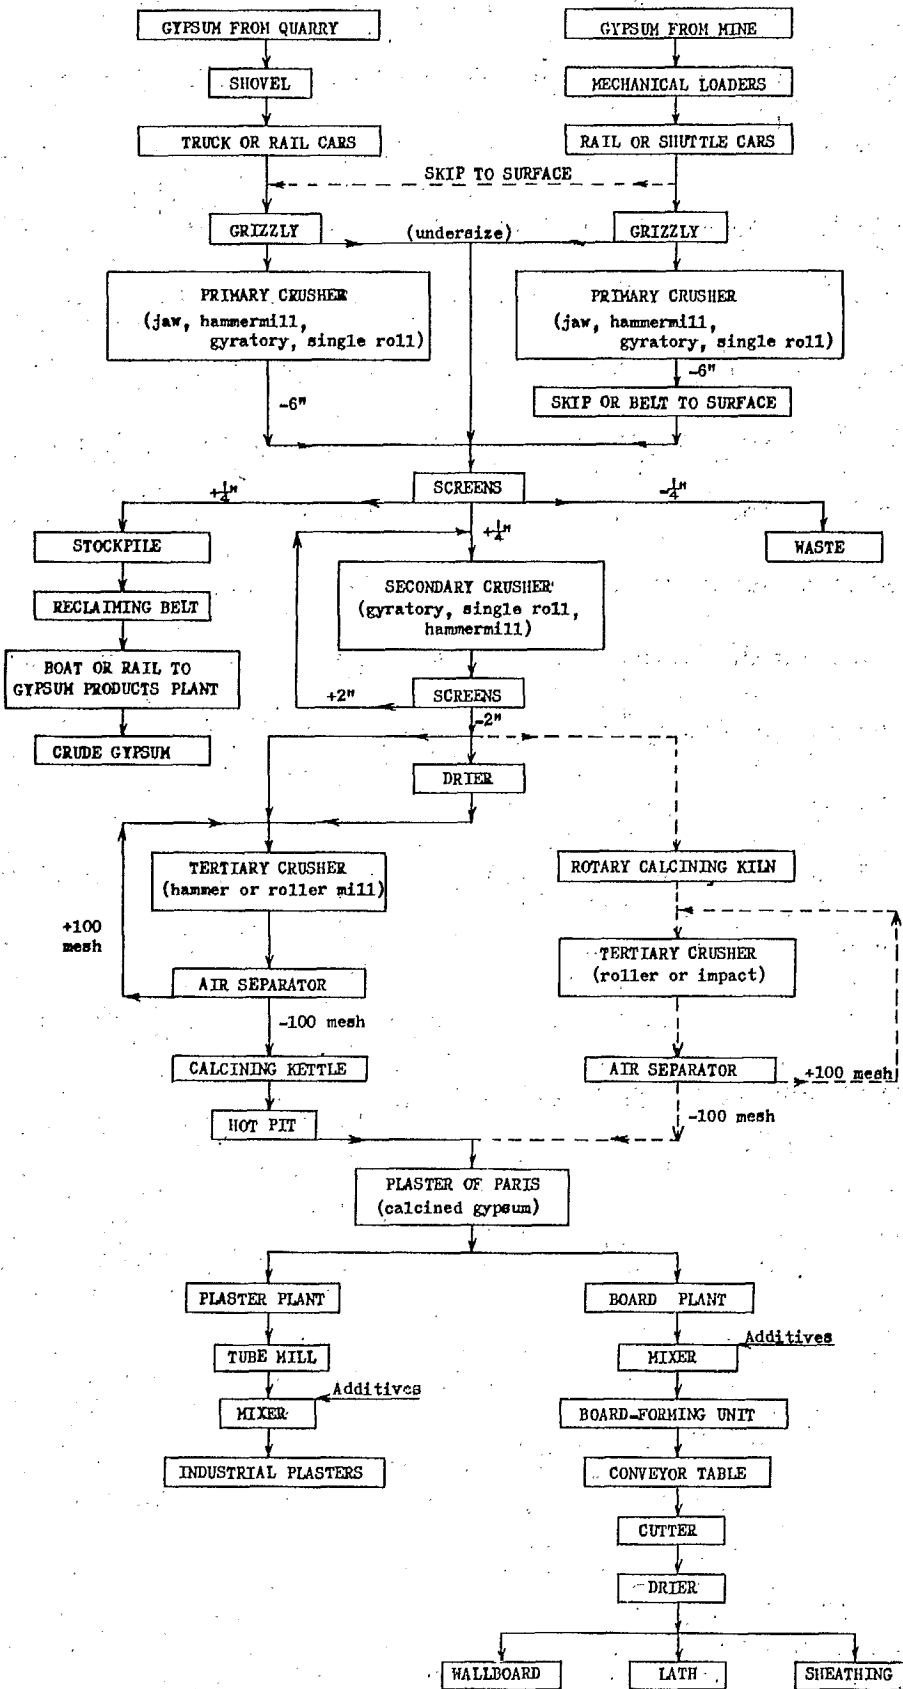 GYPSUM FROM QUARRY
GYPSUM FROM MINE
SHOVEL
MECHANICAL LOADERS
TRUCK OR RAIL CARS
RAIL OR SHUTTLE CARS
SKIP TO SURFACE
GRIZZLY
(undersize)
GRIZZLY
PRIMARY CRUSHER
(jaw, hammermill,
gyratory, single roll)
PRIMARY CRUSHER
(jaw, hammermill,
gyratory, single roll)
-6"
-6"
SKIP OR BELT TO SURFACE
SCREENS
+1/4"
-1/4"
STOCKPILE
+1/4"
WASTE
RECLAIMING BELT
SECONDARY CRUSHER
(gyratory, single roll,
hammermill)
BOAT OR RAIL TO
GYPSUM PRODUCTS PLANT
+2"
SCREENS
-2"
CRUDE GYPSUM
DRIER
TERTIARY CRUSHER
(hammer or roller mill)
ROTARY CALCINING KILN
+100
mesh
TERTIARY CRUSHER
(roller or impact)
AIR SEPARATOR
-100 mesh
CALCINING KETTLE
AIR SEPARATOR
+100 mesh
HOT PIT
-100 mesh
PLASTER OF PARIS
(calcined gypsum)
PLASTER PLANT
BOARD PLANT
TUBE MILL
MIXER
Additives
MIXER
Additives
BOARD-FORMING UNIT
INDUSTRIAL PLASTERS
CONVEYOR TABLE
CUTTER
DRIER
WALLBOARD
LATH
SHEATHING